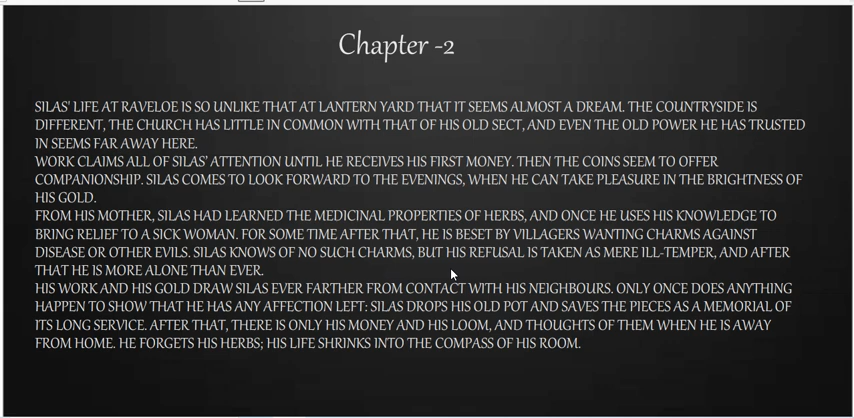 Chapter -2
SILAS' LIFE AT RAVELOE IS SO UNLIKE THAT AT LANTERN YARD THAT IT SEEMS ALMOST A DREAM. THE COUNTRYSIDE IS
DIFFERENT, THE CHURCH HAS LITTLE IN COMMON WITH THAT OF HIS OLD SECT, AND EVEN THE OLD POWER HE HAS TRUSTED
IN SEEMS FAR AWAY HERE.
WORK CLAIMS ALL OF SILAS' ATTENTION UNTIL HE RECEIVES HIS FIRST MONEY. THEN THE COINS SEEM TO OFFER
COMPANIONSHIP. SILAS COMES TO LOOK FORWARD TO THE EVENINGS, WHEN HE CAN TAKE PLEASURE IN THE BRIGHTNESS OF
HIS GOLD.
FROM HIS MOTHER, SILAS HAD LEARNED THE MEDICINAL PROPERTIES OF HERBS, AND ONCE HE USES HIS KNOWLEDGE TO
BRING RELIEF TO A SICK WOMAN. FOR SOME TIME AFTER THAT, HE IS BESET BY VILLAGERS WANTING CHARMS AGAINST
DISEASE OR OTHER EVILS. SILAS KNOWS OF NO SUCH CHARMS, BUT HIS REFUSAL IS TAKEN AS MERE ILL-TEMPER, AND AFTER
THAT HE IS MORE ALONE THAN EVER.
HIS WORK AND HIS GOLD DRAW SILAS EVER FARTHER FROM CONTACT WITH HIS NEIGHBOURS. ONLY ONCE DOES ANYTHING
HAPPEN TO SHOW THAT HE HAS ANY AFFECTION LEFT: SILAS DROPS HIS OLD POT AND SAVES THE PIECES AS A MEMORIAL OF
ITS LONG SERVICE. AFTER THAT, THERE IS ONLY HIS MONEY AND HIS LOOM, AND THOUGHTS OF THEM WHEN HE IS AWAY
FROM HOME. HE FORGETS HIS HERBS; HIS LIFE SHRINKS INTO THE COMPASS OF HIS ROOM.